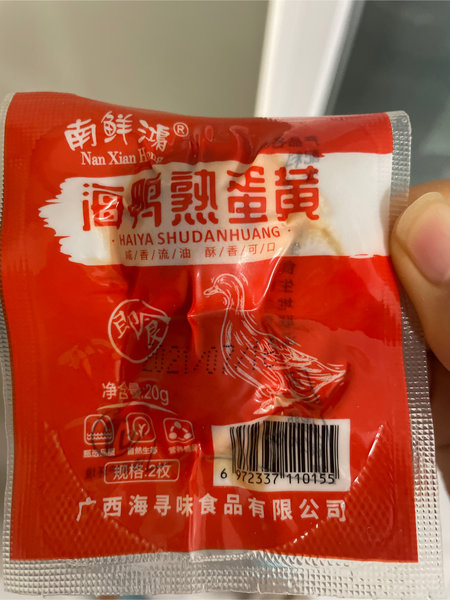 南鲜鸿®
Nan Xian Hong
海鸭熟蛋黄
· HAIYA SHUDANHUANG ·
咸/香/流/油 酥/香/可/口
即食
净含量:20g
规格:2枚
6 972337 110155
广西海寻味食品有限公司